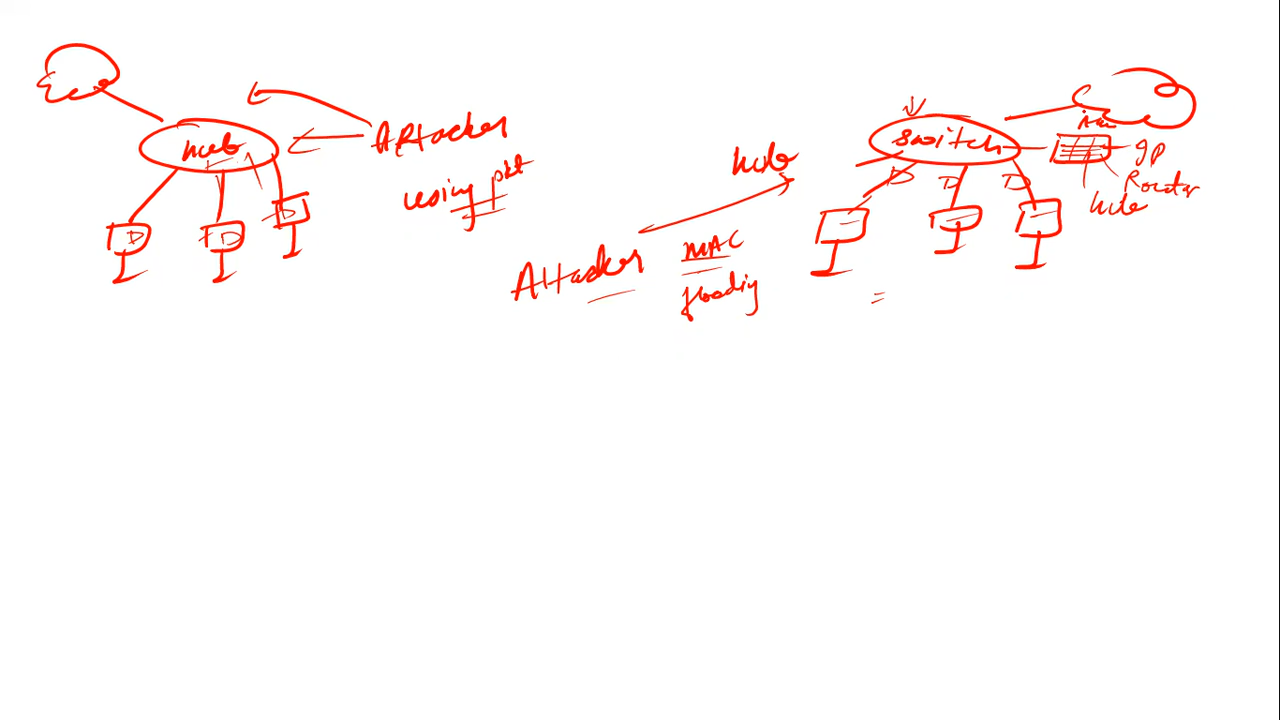 hub
Attacker
using pkt
D
D
D
switch
IP
Router
hub
D
D
D
hub
Attacker
MAC
flooding